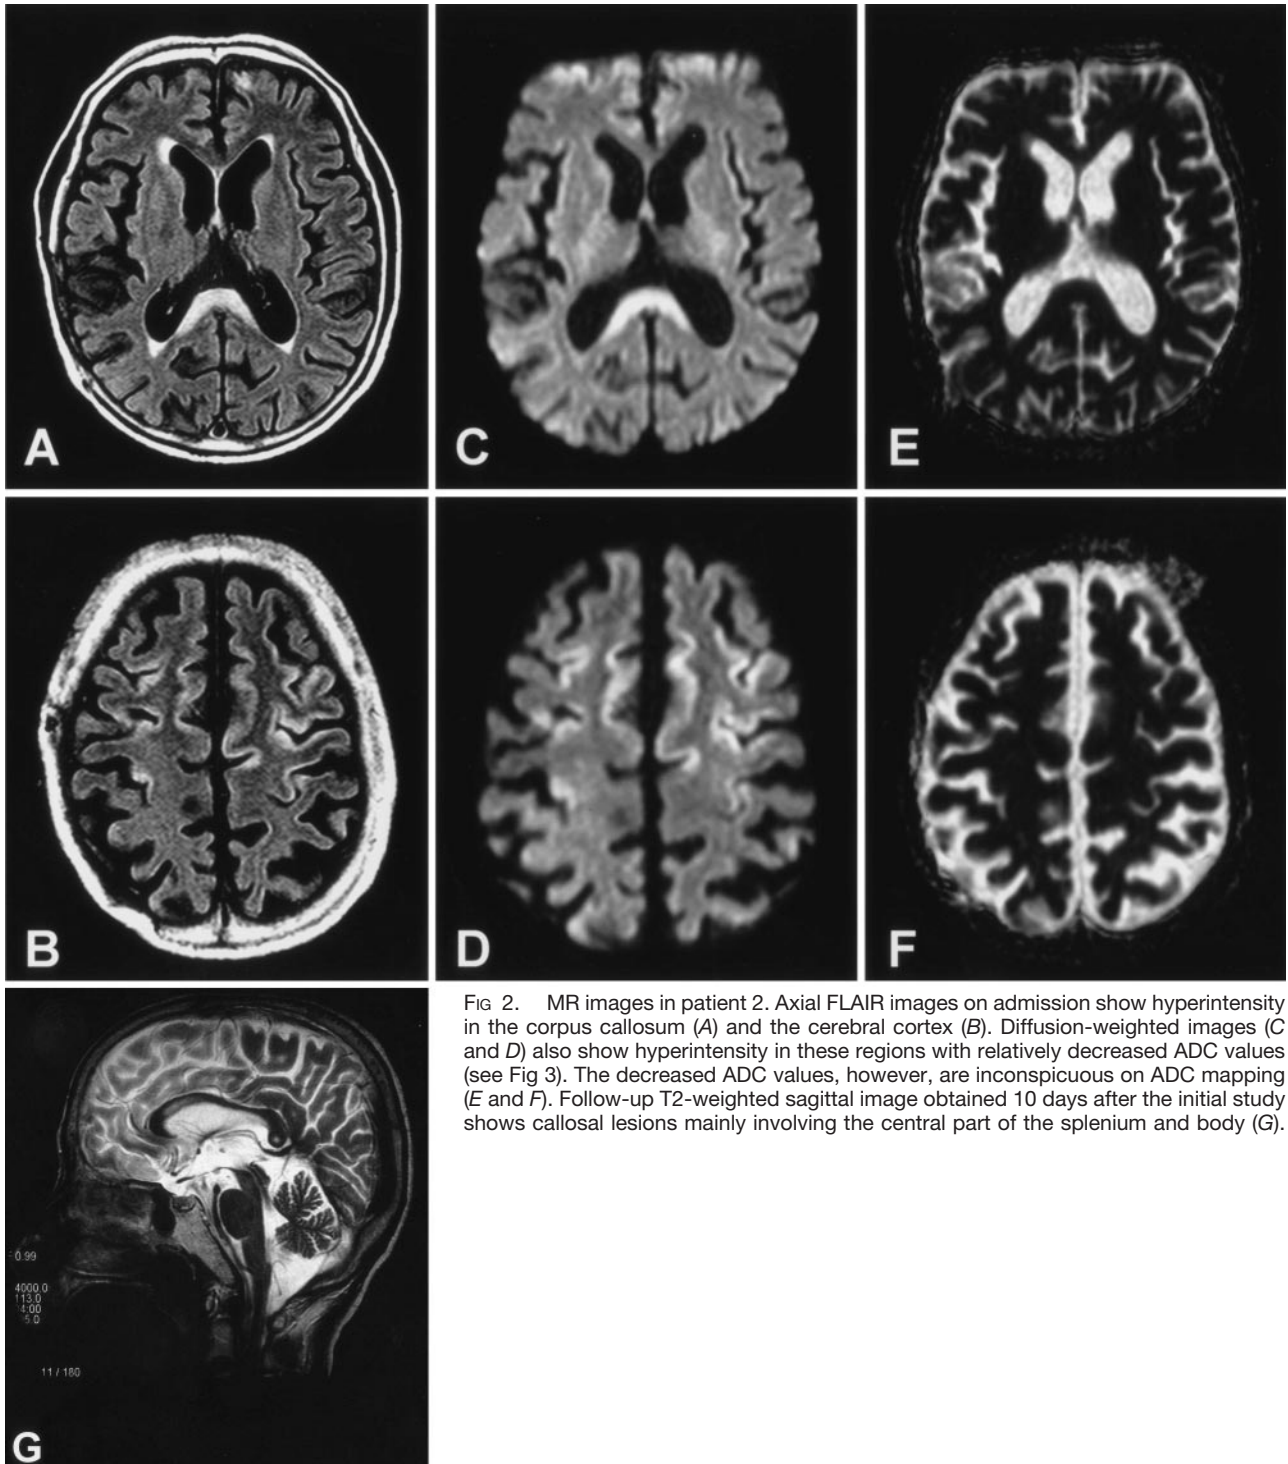 A
C
E
B
D
F
FIG 2. MR images in patient 2. Axial FLAIR images on admission show hyperintensity
in the corpus callosum (A) and the cerebral cortex (B). Diffusion-weighted images (C
and D) also show hyperintensity in these regions with relatively decreased ADC values
(see Fig 3). The decreased ADC values, however, are inconspicuous on ADC mapping
(E and F). Follow-up T2-weighted sagittal image obtained 10 days after the initial study
shows callosal lesions mainly involving the central part of the splenium and body (G).
0.99
4000.0
113.0
4:00
5.0
11 / 180
G